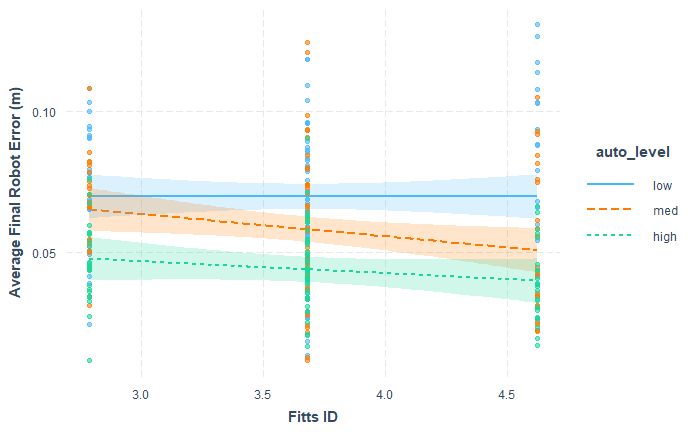 Average Final Robot Error (m)
0.10
0.05
3.0 3.5 4.0 4.5
Fitts ID
auto_level
low
med
high